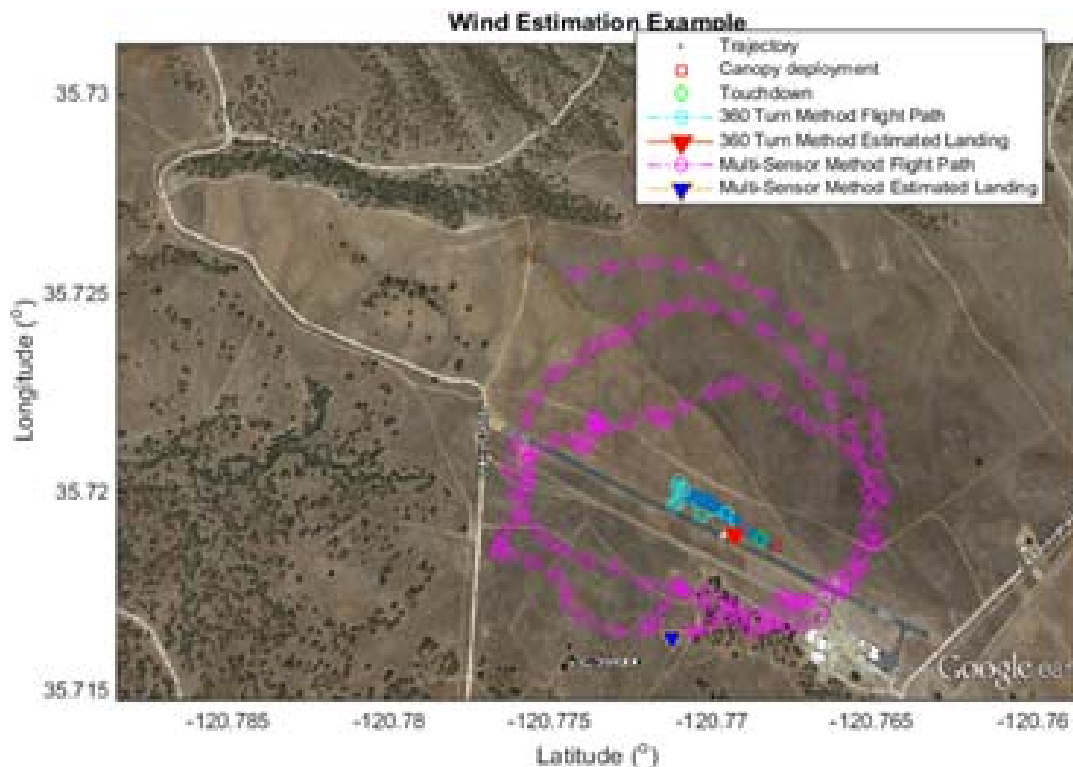 Wind Estimation Example
Trajectory
Canopy deployment
Touchdown
360 Turn Method Flight Path
360 Turn Method Estimated Landing
Multi-Sensor Method Flight Path
Multi-Sensor Method Estimated Landing
35.73
35.725
35.72
35.715
Longitude (°)
Google ear
-120.785
-120.78
-120.775
-120.77
-120.765
-120.76
Latitude (°)